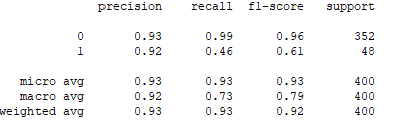 precision recall f1-score support
0 0.93 0.99 0.96 352
1 0.92 0.46 0.61 48
micro avg 0.93 0.93 0.93 400
macro avg 0.92 0.73 0.79 400
weighted avg 0.93 0.93 0.92 400